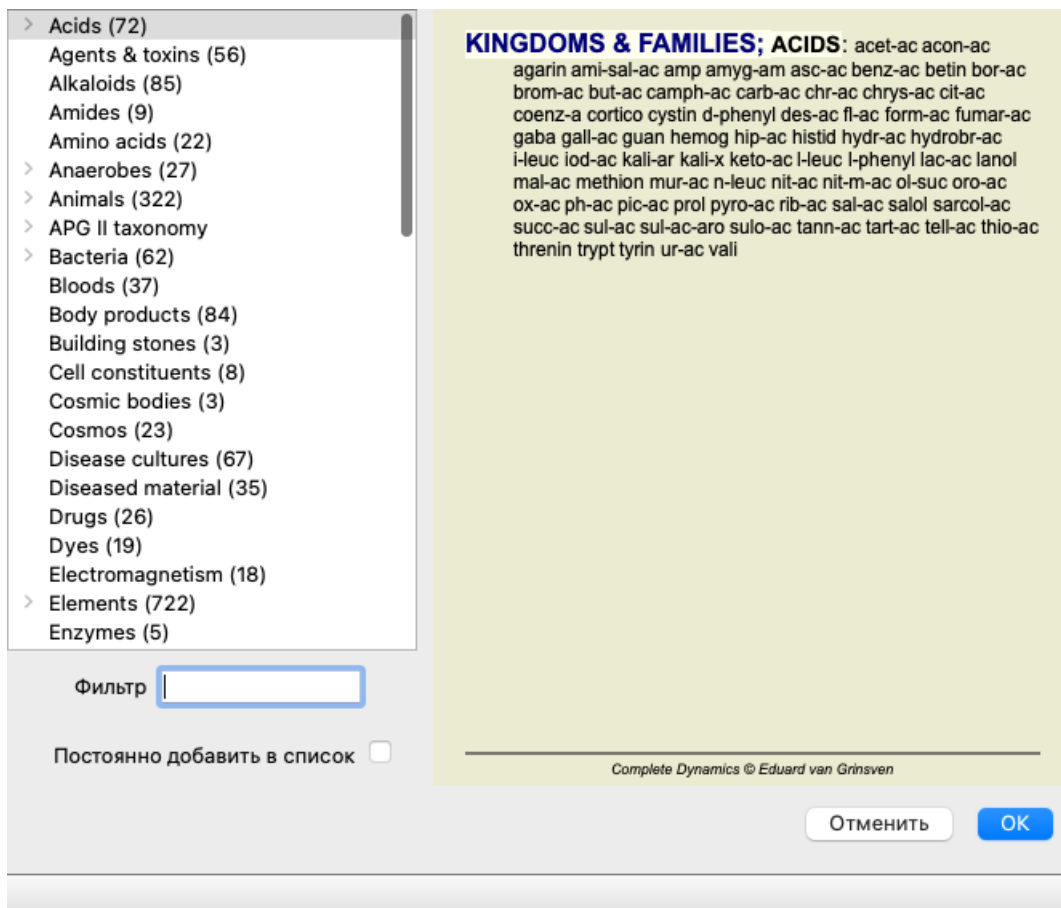 Acids (72)
Agents & toxins (56)
Alkaloids (85)
Amides (9)
Amino acids (22)
Anaerobes (27)
Animals (322)
APG II taxonomy
Bacteria (62)
Bloods (37)
Body products (84)
Building stones (3)
Cell constituents (8)
Cosmic bodies (3)
Cosmos (23)
Disease cultures (67)
Diseased material (35)
Drugs (26)
Dyes (19)
Electromagnetism (18)
Elements (722)
Enzymes (5)
Фильтр
Постоянно добавить в список
KINGDOMS & FAMILIES; ACIDS: acet-ac acon-ac
agarin ami-sal-ac amp amyg-am asc-ac benz-ac betin bor-ac
brom-ac but-ac camph-ac carb-ac chr-ac chrys-ac cit-ac
coenz-a cortico cystin d-phenyl des-ac fl-ac form-ac fumar-ac
gaba gall-ac guan hemog hip-ac histid hydr-ac hydrobr-ac
i-leuc iod-ac kali-ar kali-x keto-ac l-leuc l-phenyl lac-ac lanol
mal-ac methion mur-ac n-leuc nit-ac nit-m-ac ol-suc oro-ac
ox-ac ph-ac pic-ac prol pyro-ac rib-ac sal-ac salol sarcol-ac
succ-ac sul-ac sul-ac-aro sulo-ac tann-ac tart-ac tell-ac thio-ac
threnin trypt tyrin ur-ac vali
Complete Dynamics © Eduard van Grinsven
Отменить
OK